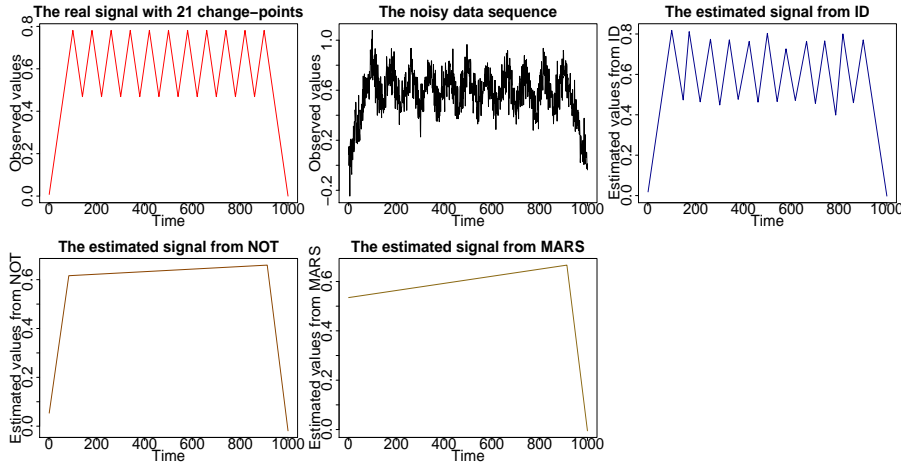 The real signal with 21 change−points
Observed values
0.0 0.2 0.4 0.6 0.8
0 200 400 600 800 1000
Time
The noisy data sequence
Observed values
−0.2 0.2 0.6 1.0
0 200 400 600 800 1000
Time
The estimated signal from ID
Estimated values from ID
0.0 0.2 0.4 0.6 0.8
0 200 400 600 800 1000
Time
The estimated signal from NOT
Estimated values from NOT
0.0 0.2 0.4 0.6
0 200 400 600 800 1000
Time
The estimated signal from MARS
Estimated values from MARS
0.0 0.2 0.4 0.6
0 200 400 600 800 1000
Time